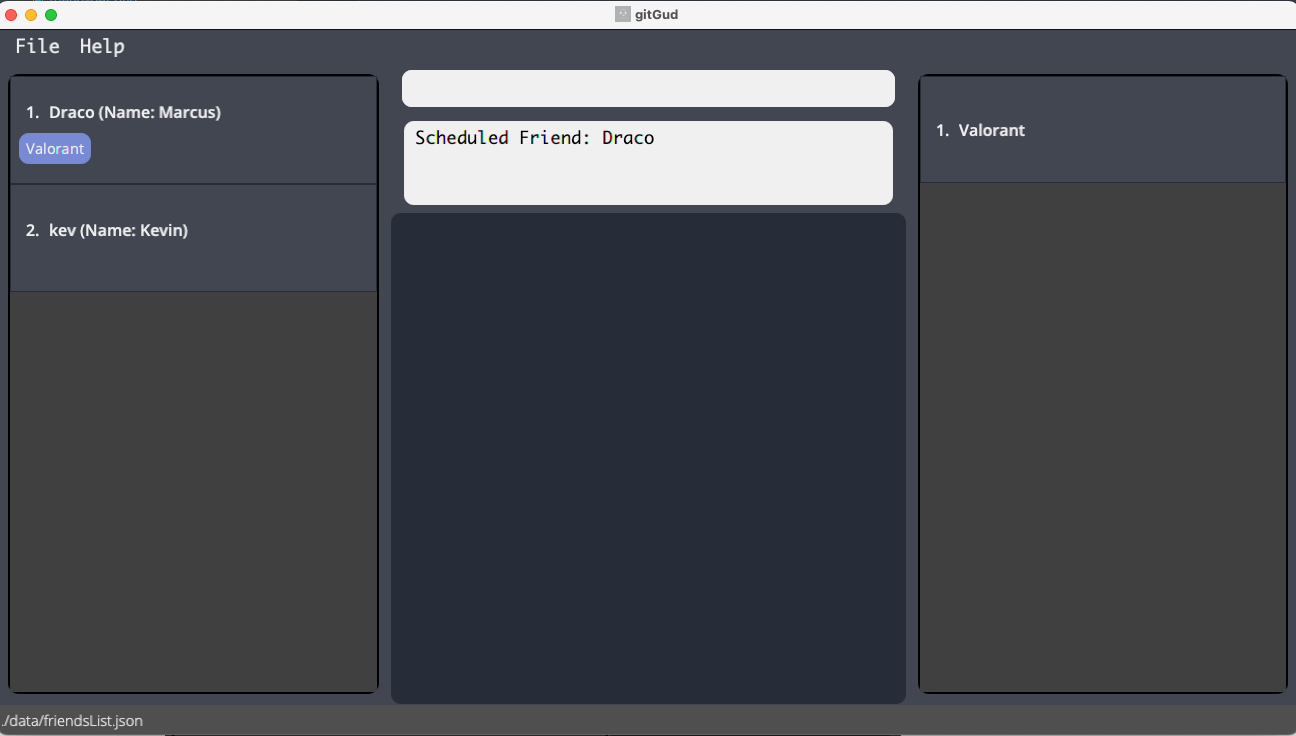 gitGud
File Help
1. Draco (Name: Marcus)
Valorant
2. kev (Name: Kevin)
Scheduled Friend: Draco
1. Valorant
./data/friendsList.json